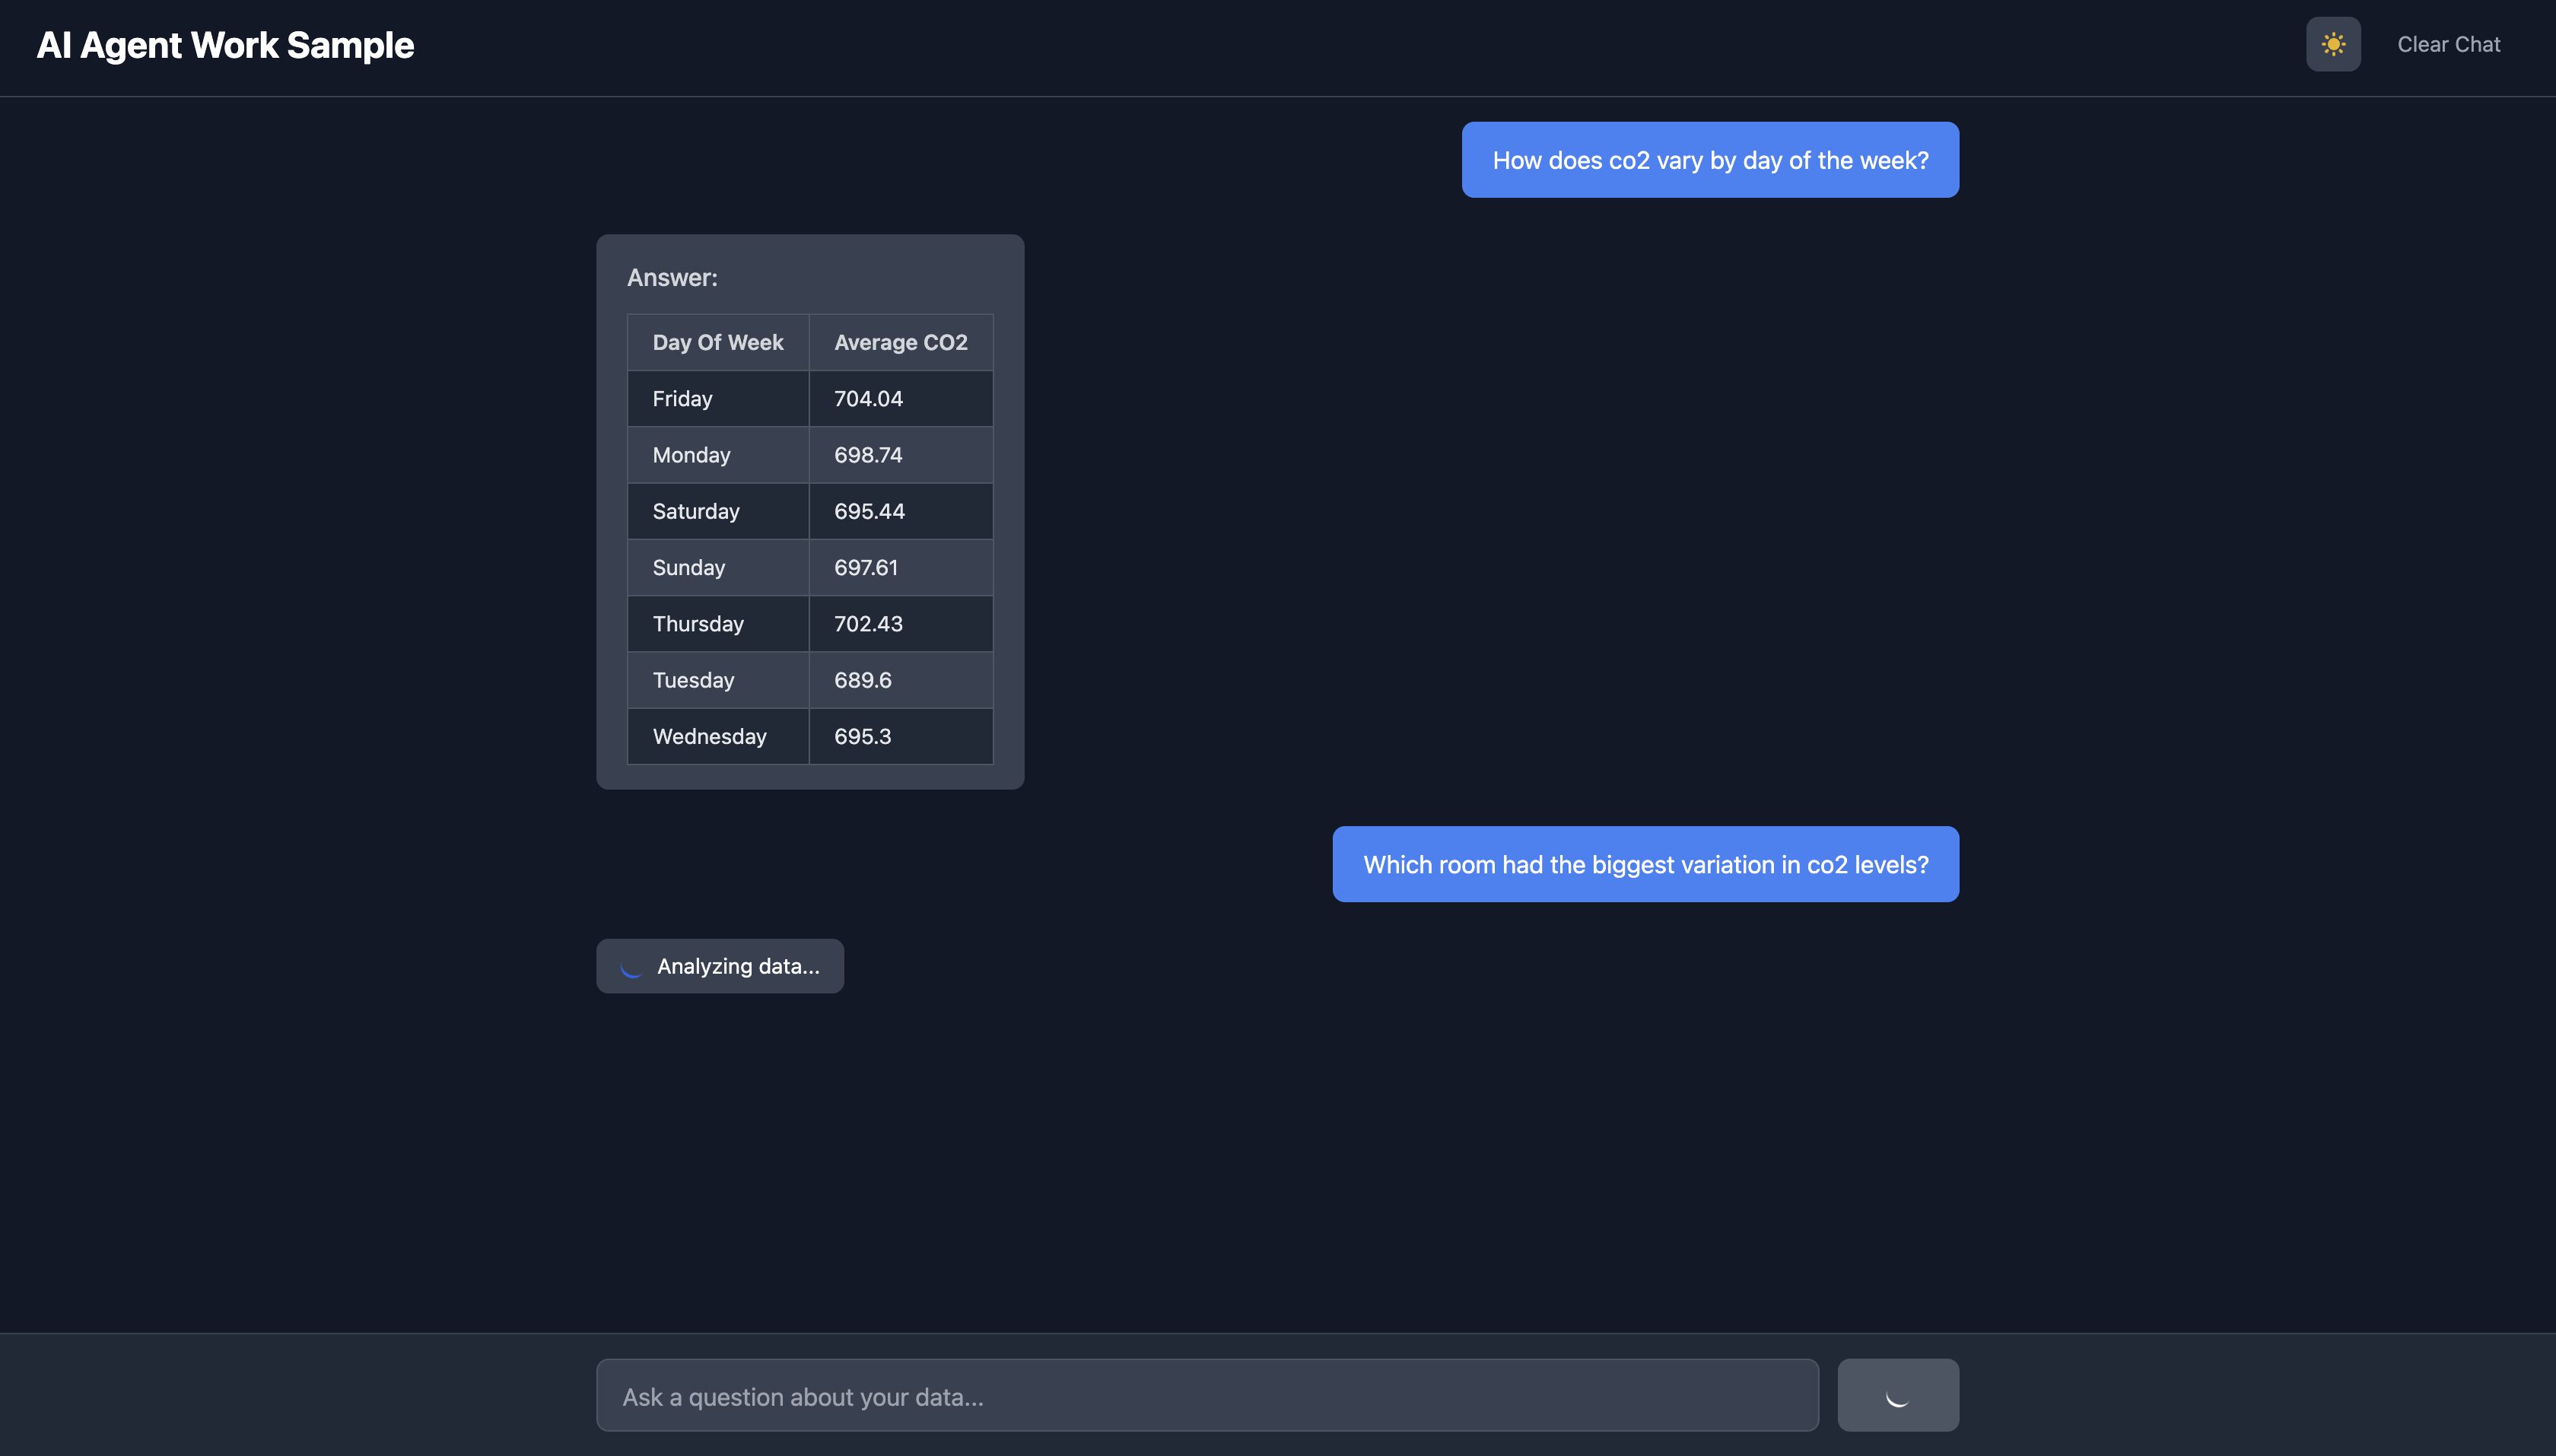 AI Agent Work Sample
Clear Chat
How does co2 vary by day of the week?
Answer:
Day Of Week Average CO2
Friday 704.04
Monday 698.74
Saturday 695.44
Sunday 697.61
Thursday 702.43
Tuesday 689.6
Wednesday 695.3
Which room had the biggest variation in co2 levels?
Analyzing data...
Ask a question about your data...